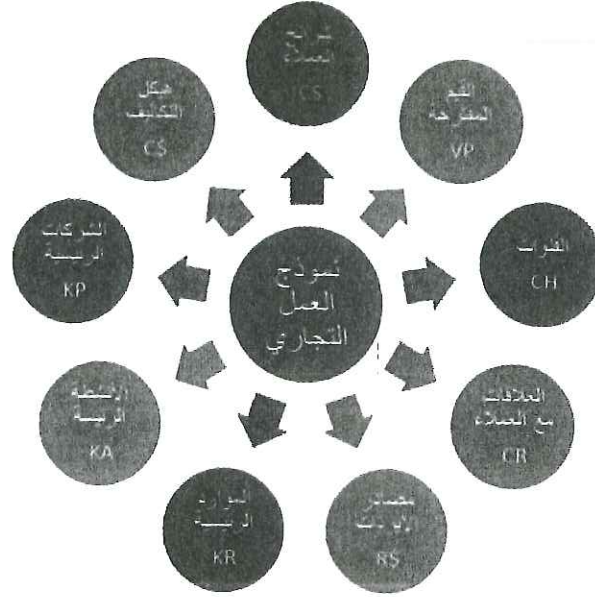 شرائح
العملاء
CS
القيم
المقترحة
VP
القنوات
CH
العلاقات
مع العملاء
CR
مصادر
الإيرادات
R$
الموارد
الرئيسية
KR
الأنشطة
الرئيسية
KA
الشركات
الرئيسية
KP
هيكل
التكاليف
C$
نموذج
العمل
التجاري